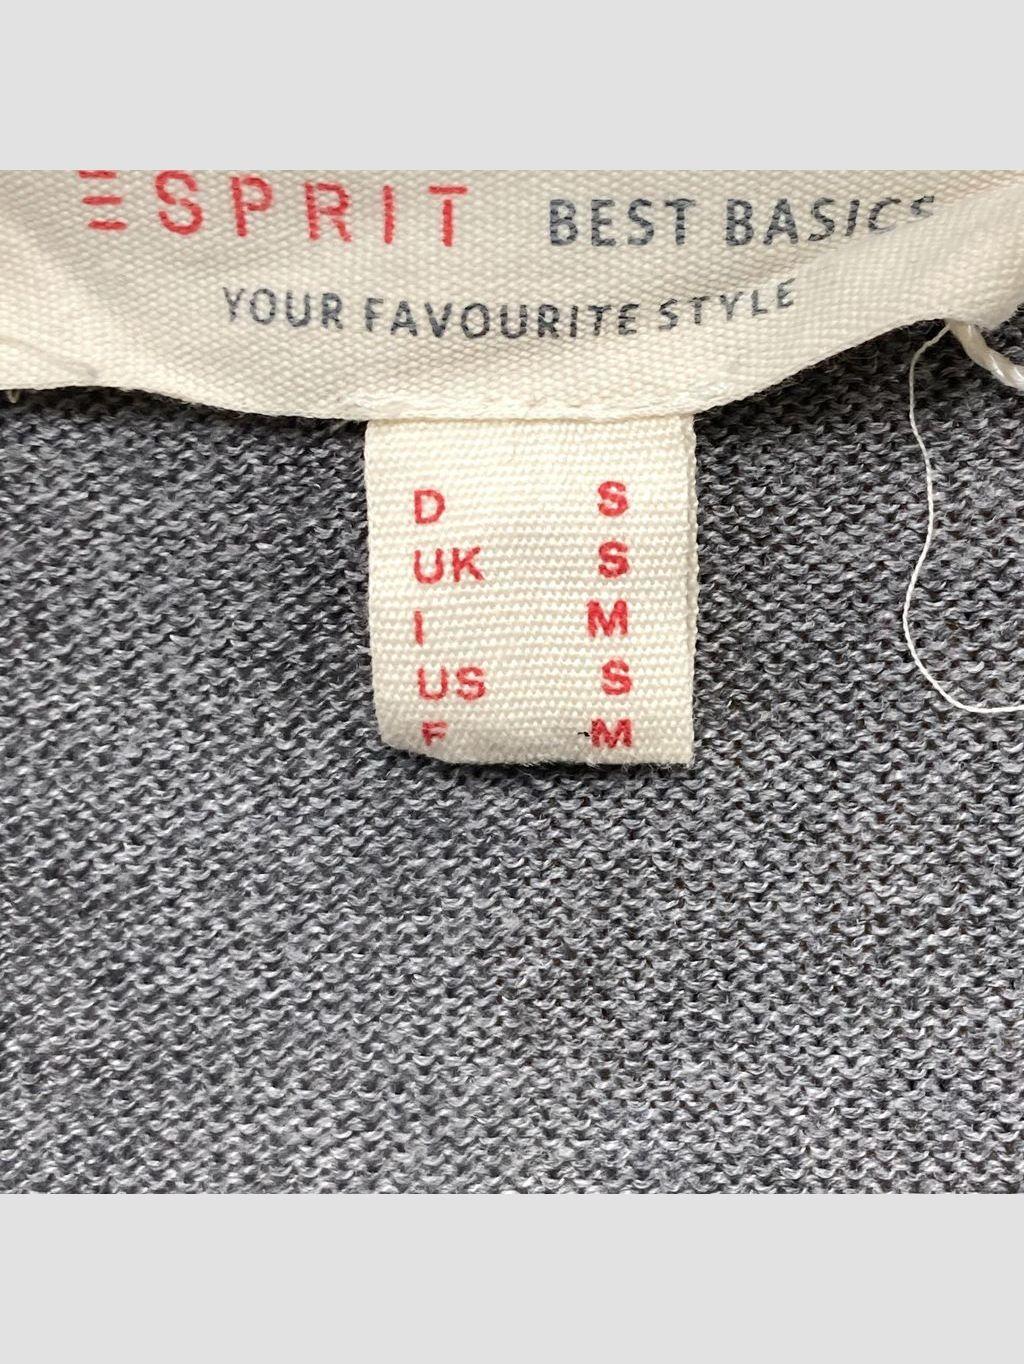 ESPRIT BEST BASICS
YOUR FAVOURITE STYLE
D S
UK S
I M
US S
F M